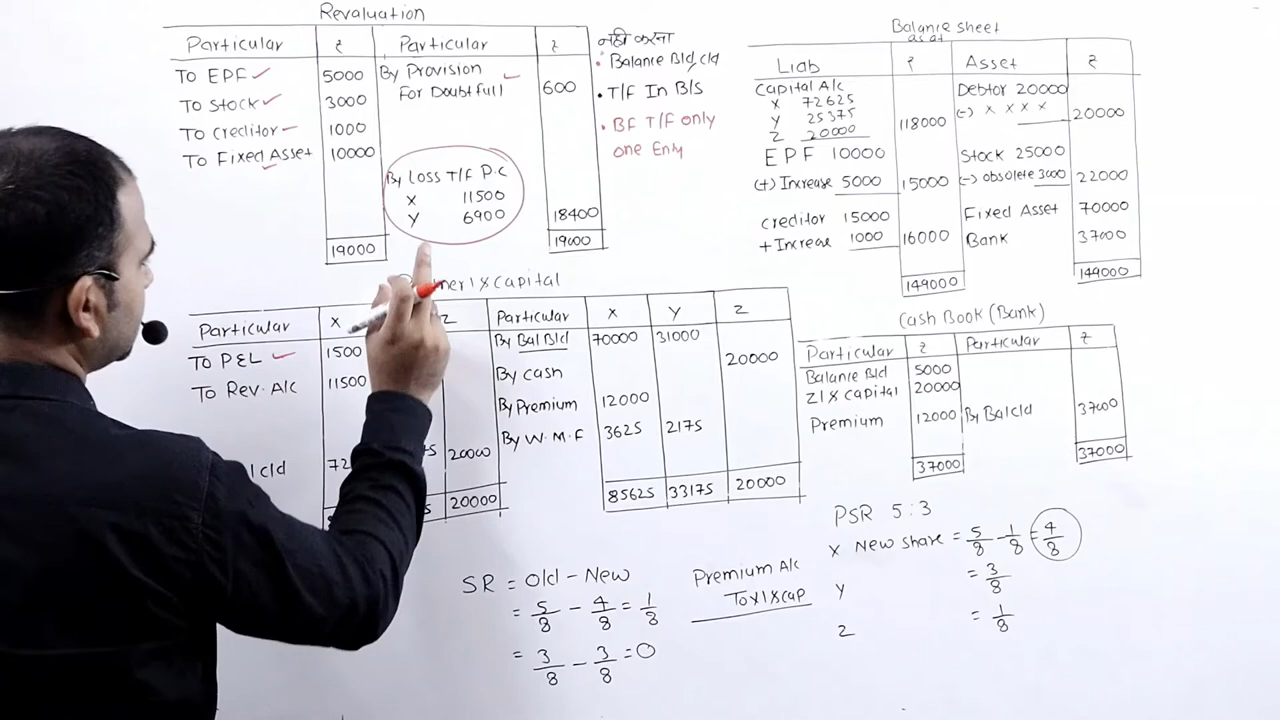 Revaluation
Particular ₹ Particular ₹
To EPF 5000 By Provision
For Doubtfull 600
To Stock 3000
To Creditor 1000
To Fixed Asset 10000
By Loss T/F P.C
X 11500
Y 6900 18400
19000 19000
नही करना
• Balance Bld, cld
• T/F In B/s
• BF T/F only
one Enty
Balance sheet
as at
Liab ₹ Asset ₹
Capital A/c
X 72625
Y 25375
Z 20000 118000
EPF 10000
(+) Increase 5000 15000
creditor 15000
+ Increase 1000 16000
149000
Debtor 20000
(-) X X X X 20000
Stock 25000
(-) obsolete 3000 22000
Fixed Asset 70000
Bank 37000
149000
capital
Particular X Z Particular X Y Z
To P&L 1500 By Bal Bld 70000 31000
To Rev. A/c 11500 By cash 20000
By Premium 12000
By W.M.F 3625 2175
cld 20000
20000 85625 33175 20000
Cash Book (Bank)
Particular ₹ Particular ₹
Balance Bld 5000
Z's capital 20000
Premium 12000 By Bal cld 37000
37000 37000
SR = Old - New
= 5/8 - 4/8 = 1/8
= 3/8 - 3/8 = 0
Premium A/c
To X's cap
PSR 5:3
X New share = 5/8 - 1/8 = 4/8
Y = 3/8
Z = 1/8